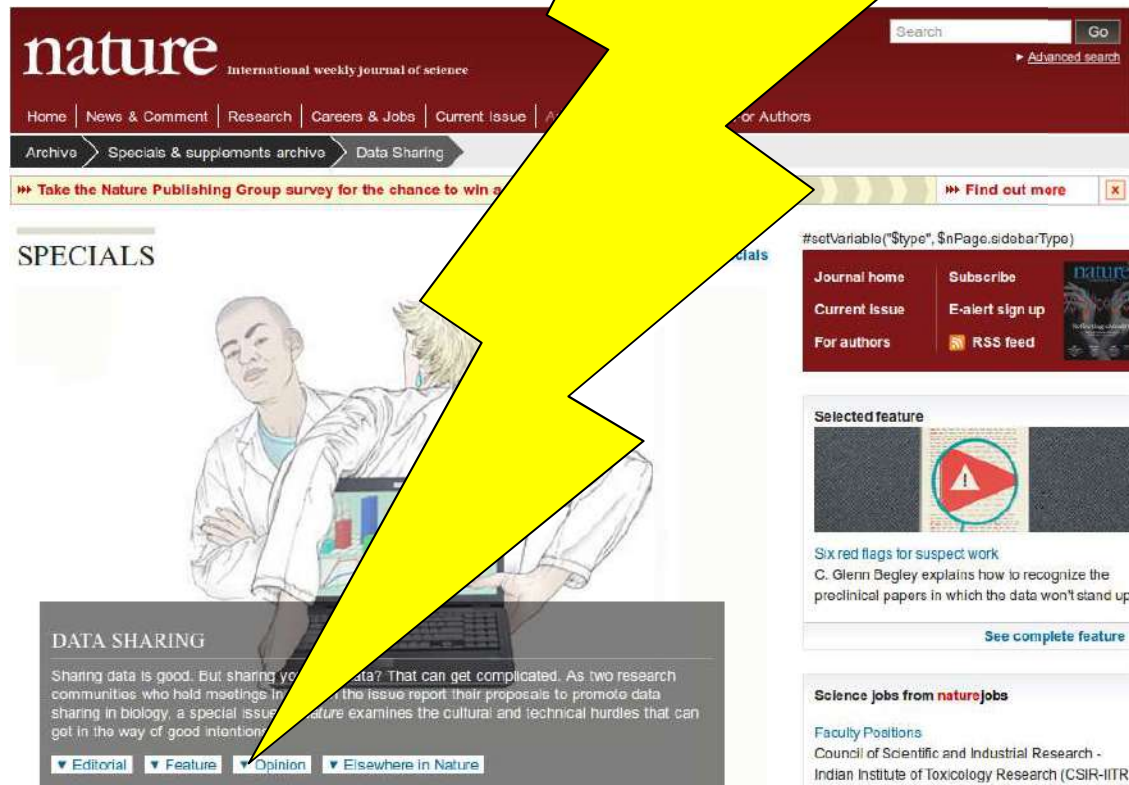 nature International weekly journal of science
Search
Go
Advanced search
Home
News & Comment
Research
Careers & Jobs
Current Issue
Authors
Archive
Specials & supplements archive
Data Sharing
Take the Nature Publishing Group survey for the chance to win
Find out more
x
SPECIALS
#setVariable("$type", $nPage.sidebarType)
Journal home
Subscribe
Current Issue
E-alert sign up
For authors
RSS feed
nature
Selected feature
Six red flags for suspect work
C. Glenn Begley explains how to recognize the
preclinical papers in which the data won't stand up
See complete feature
DATA SHARING
Sharing data is good. But sharing data? That can get complicated. As two research
communities who hold meetings the issue report their proposals to promote data
sharing in biology, a special issue nature examines the cultural and technical hurdles that can
get in the way of good intentions
Editorial
Feature
Opinion
Elsewhere in Nature
Science jobs from naturejobs
Faculty Positions
Council of Scientific and Industrial Research -
Indian Institute of Toxicology Research (CSIR-IITR